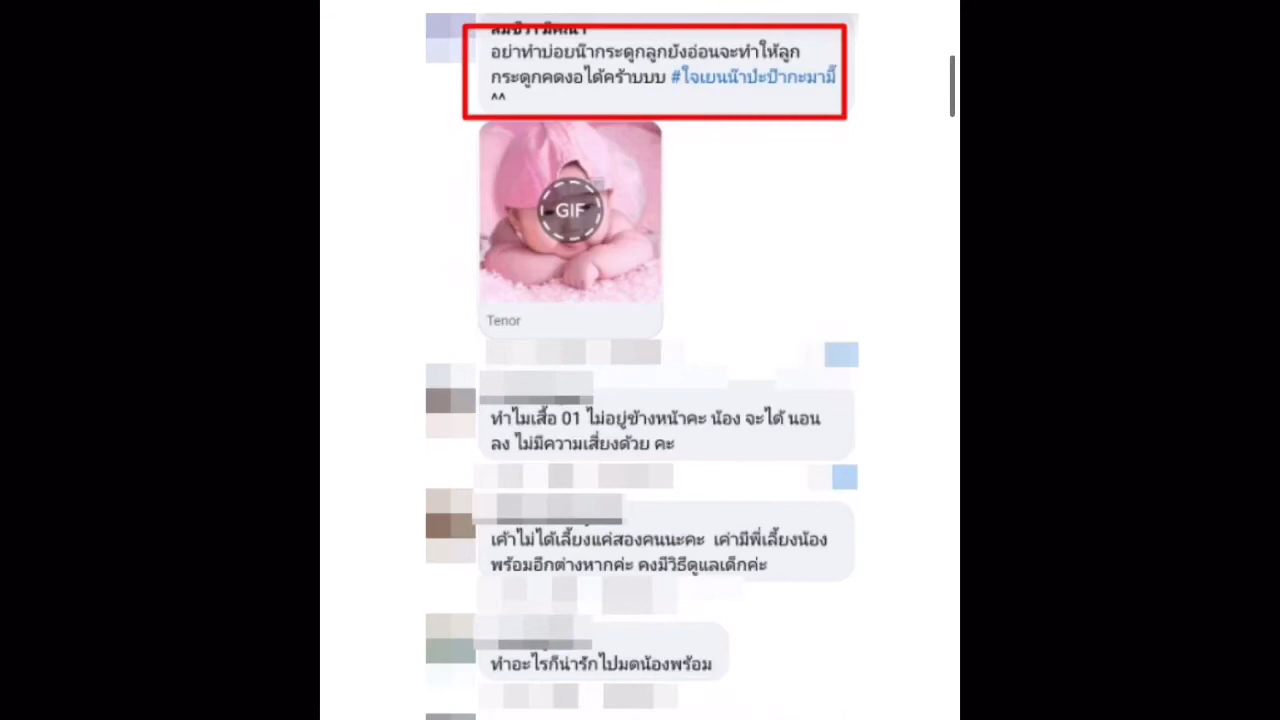 อย่าทำบ่อยน๊ากระดูกลูกยังอ่อนจะทำให้ลูก
กระดูกคดงอได้คร้าบบบ #ใจเยนน๊าป่ะป๊ากะมามี๊
^^
GIF
Tenor
ทำไมเสื้อ 01 ไม่อยู่ข้างหน้าคะ น้อง จะได้ นอน
ลง ไม่มีความเสี่ยงด้วย คะ
เค้าไม่ได้เลี้ยงแค่สองคนนะคะ เค่ามีพี่เลี้ยงน้อง
พร้อมอีกต่างหากค่ะ คงมีวิธีดูแลเด็กค่ะ
ทำอะไรก็น่ารักไปมดน้องพร้อม